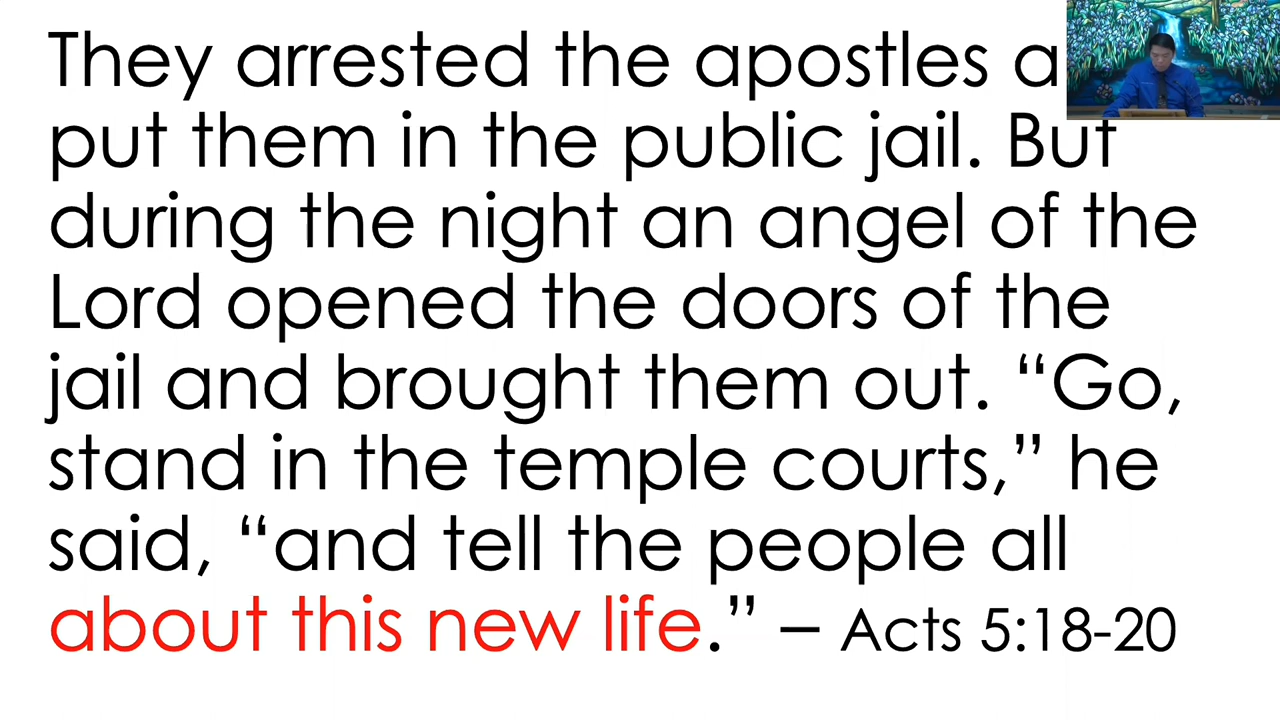 They arrested the apostles a
put them in the public jail. But
during the night an angel of the
Lord opened the doors of the
jail and brought them out. “Go,
stand in the temple courts,” he
said, “and tell the people all
about this new life.” – Acts 5:18-20